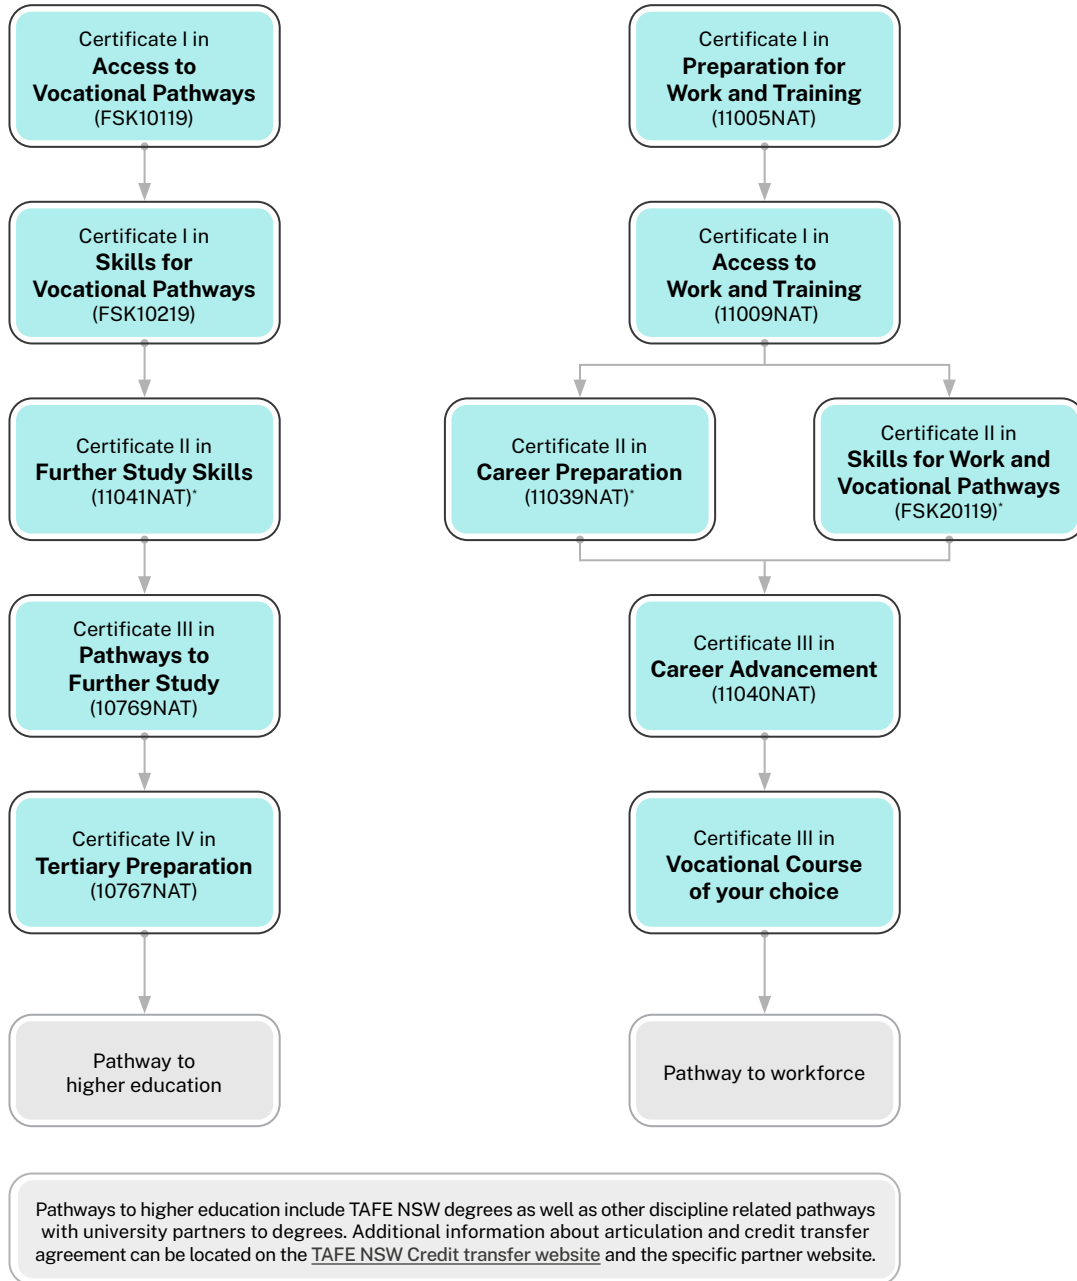 Certificate I in
Access to
Vocational Pathways
(FSK10119)
Certificate I in
Preparation for
Work and Training
(11005NAT)
Certificate I in
Skills for
Vocational Pathways
(FSK10219)
Certificate I in
Access to
Work and Training
(11009NAT)
Certificate II in
Further Study Skills
(11041NAT)*
Certificate II in
Career Preparation
(11039NAT)*
Certificate II in
Skills for Work and
Vocational Pathways
(FSK20119)*
Certificate III in
Pathways to
Further Study
(10769NAT)
Certificate III in
Career Advancement
(11040NAT)
Certificate IV in
Tertiary Preparation
(10767NAT)
Certificate III in
Vocational Course
of your choice
Pathway to
higher education
Pathway to workforce
Pathways to higher education include TAFE NSW degrees as well as other discipline related pathways
with university partners to degrees. Additional information about articulation and credit transfer
agreement can be located on the TAFE NSW Credit transfer website and the specific partner website.